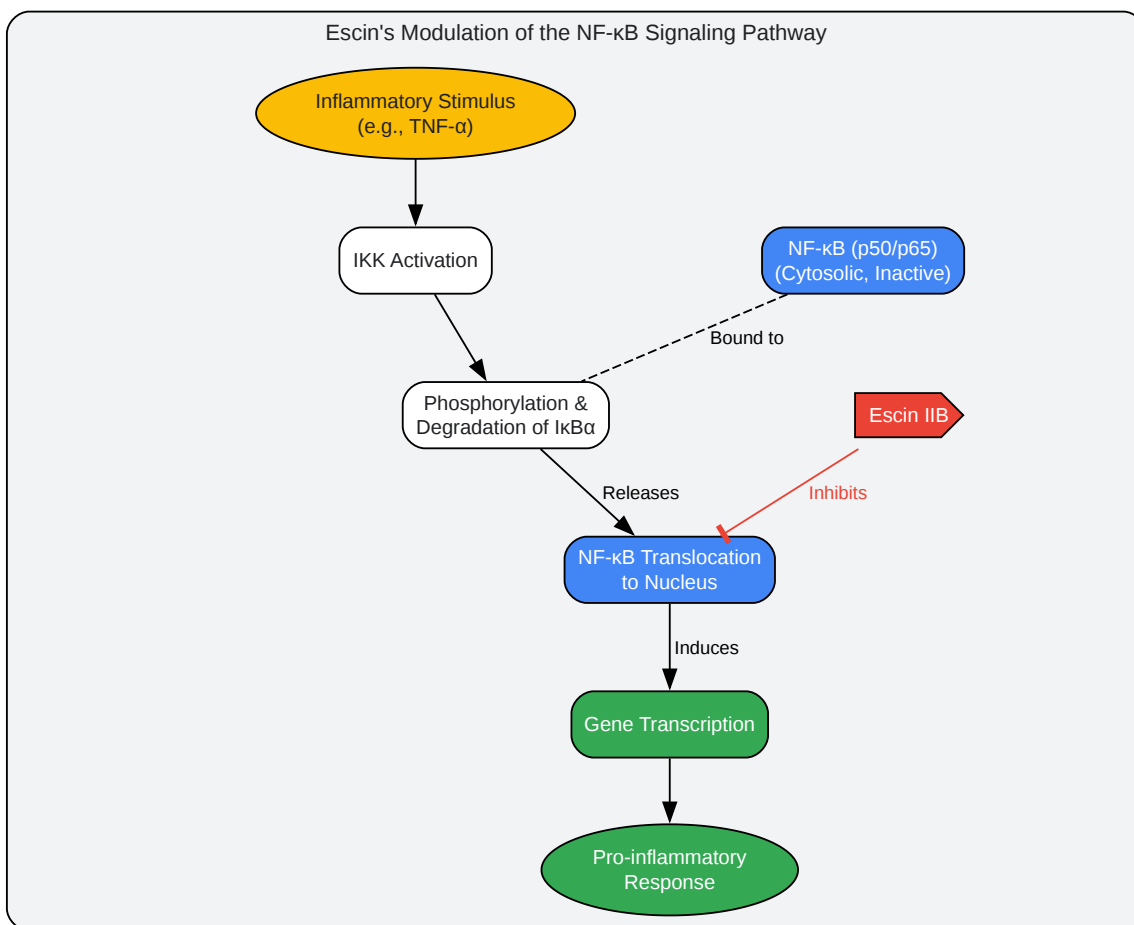 Escin's Modulation of the NF-κB Signaling Pathway
Inflammatory Stimulus
(e.g., TNF-α)
IKK Activation
NF-κB (p50/p65)
(Cytosolic, Inactive)
Bound to
Phosphorylation &
Degradation of IκBα
Escin IIB
Releases
Inhibits
NF-κB Translocation
to Nucleus
Induces
Gene Transcription
Pro-inflammatory
Response